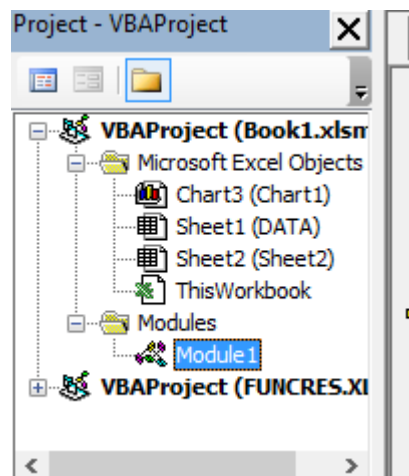 Project - VBAProject
VBAProject (Book1.xlsm
Microsoft Excel Objects
Chart3 (Chart1)
Sheet1 (DATA)
Sheet2 (Sheet2)
ThisWorkbook
Modules
Module1
VBAProject (FUNCRES.XL